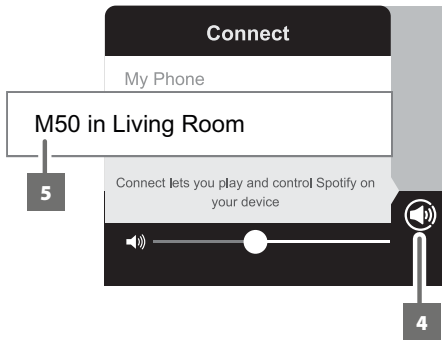 Connect
My Phone
M50 in Living Room
5
Connect lets you play and control Spotify on
your device
4